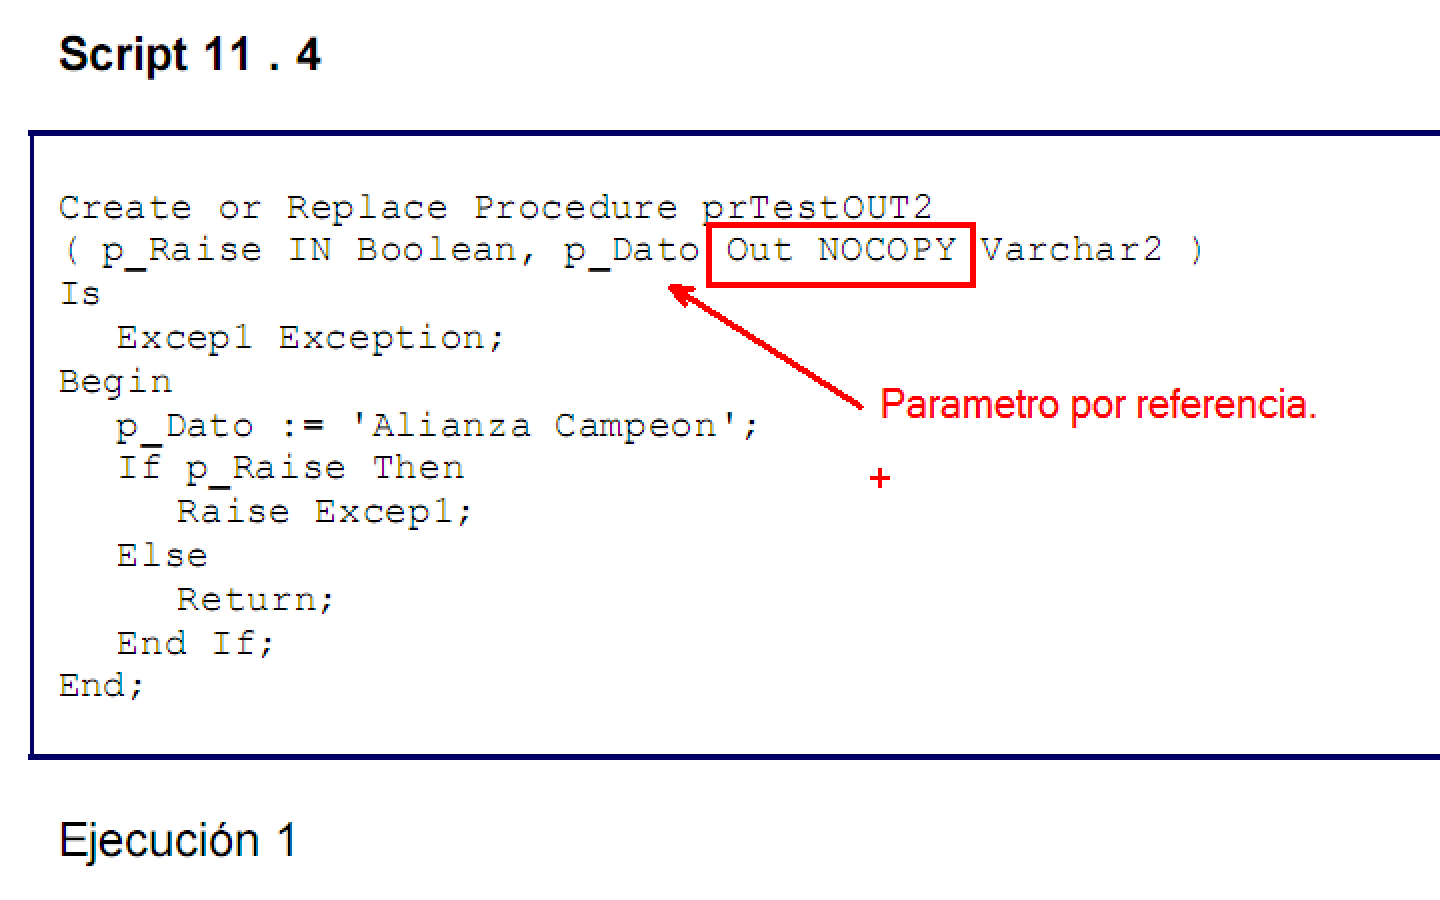 Script 11 . 4
Create or Replace Procedure prTestOUT2
( p_Raise IN Boolean, p_Dato Out NOCOPY Varchar2 )
Is
Excep1 Exception;
Begin
p_Dato := 'Alianza Campeon';
If p_Raise Then
Raise Excep1;
Else
Return;
End If;
End;
Parametro por referencia.
Ejecución 1